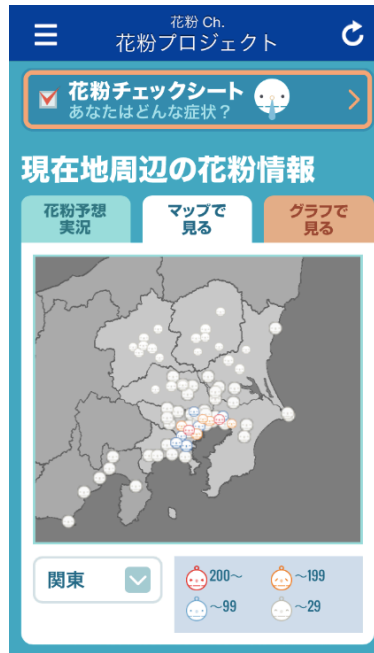 花粉 Ch.
花粉プロジェクト
花粉チェックシート
あなたはどんな症状？
現在地周辺の花粉情報
花粉予想
実況
マップで
見る
グラフで
見る
関東
200～
～199
～99
～29